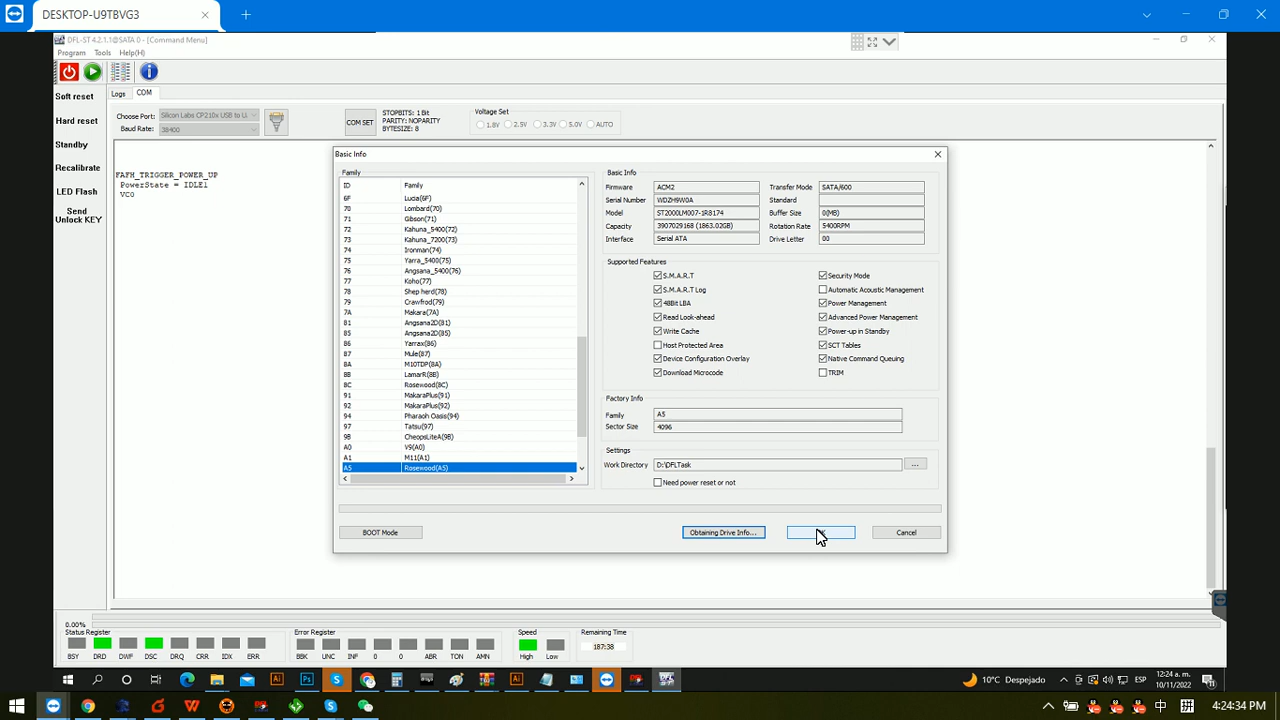 DESKTOP-U9TBVG3
DFL-ST 4.2.1.1@SATA 0 - [Command Menu]
Program Tools Help(H)
Soft reset
Hard reset
Standby
Recalibrate
LED Flash
Send
Unlock KEY
Logs COM
Choose Port: Silicon Labs CP210x USB to U
Baud Rate: 38400
COM SET
STOPBITS: 1 Bit
PARITY: NOPARITY
BYTESIZE: 8
Voltage Set
1.8V 2.5V 3.3V 5.0V AUTO
FAFH_TRIGGER_POWER_UP
PowerState = IDLE1
VC0
Basic Info
Family
ID Family
6F Lucia(6F)
70 Lombard(70)
71 Gibson(71)
72 Kahuna_5400(72)
73 Kahuna_7200(73)
74 Ironman(74)
75 Yarra_5400(75)
76 Angsana_5400(76)
77 Koho(77)
78 Shep herd(78)
79 Crawfrod(79)
7A Makara(7A)
81 Angsana2D(81)
85 Angsana2D(85)
86 Yarrax(86)
87 Mule(87)
8A M10TDP(8A)
8B LamarR(8B)
8C Rosewood(8C)
91 MakaraPlus(91)
92 MakaraPlus(92)
94 Pharaoh Oasis(94)
97 Tatsu(97)
9B CheopsLiteA(9B)
A0 V9(A0)
A1 M11(A1)
A5 Rosewood(A5)
Basic Info
Firmware ACM2 Transfer Mode SATA/600
Serial Number WDZH9W0A Standard
Model ST2000LM007-1R8174 Buffer Size 0(MB)
Capacity 3907029168 (1863.02GB) Rotation Rate 5400RPM
Interface Serial ATA Drive Letter 00
Supported Features
S.M.A.R.T Security Mode
S.M.A.R.T Log Automatic Acoustic Management
48Bit LBA Power Management
Read Look-ahead Advanced Power Management
Write Cache Power-up in Standby
Host Protected Area SCT Tables
Device Configuration Overlay Native Command Queuing
Download Microcode TRIM
Factory Info
Family A5
Sector Size 4096
Settings
Work Directory D:\DFLTask ...
Need power reset or not
BOOT Mode Obtaining Drive Info... Cancel
0.00%
Status Register Error Register Speed Remaining Time
187:38
BSY DRD DWF DSC DRQ CRR IDX ERR BBK UNC INF 0 0 ABR TON AMN High Low
10°C Despejado ESP 12:24 a. m.
10/11/2022
中 拼 4:24:34 PM